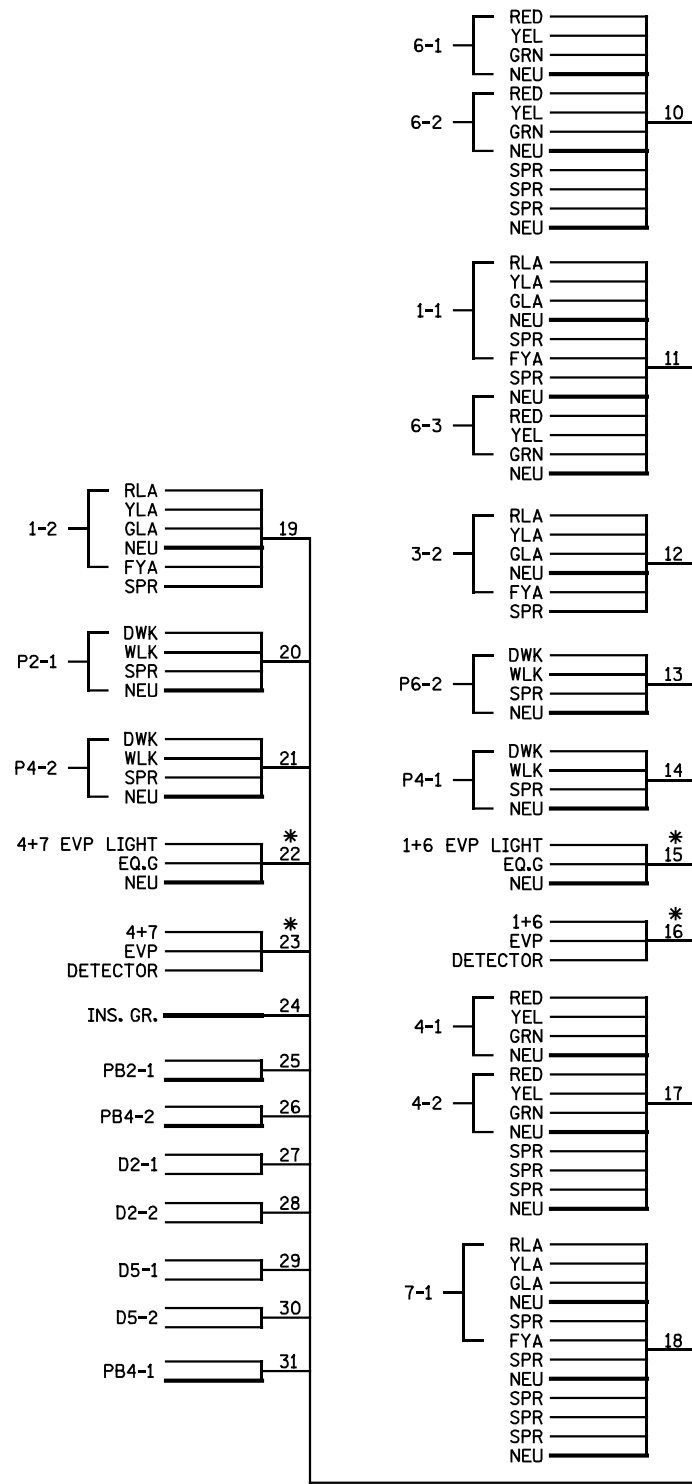 6-1
RED
YEL
GRN
NEU
6-2
RED
YEL
GRN
NEU
SPR
SPR
SPR
NEU
10
1-1
RLA
YLA
GLA
NEU
SPR
FYA
SPR
NEU
6-3
RED
YEL
GRN
NEU
11
1-2
RLA
YLA
GLA
NEU
FYA
SPR
19
3-2
RLA
YLA
GLA
NEU
FYA
SPR
12
P2-1
DWK
WLK
SPR
NEU
20
P6-2
DWK
WLK
SPR
NEU
13
P4-2
DWK
WLK
SPR
NEU
21
P4-1
DWK
WLK
SPR
NEU
14
4+7 EVP LIGHT
EQ.G
NEU
*
22
1+6 EVP LIGHT
EQ.G
NEU
*
15
4+7
EVP
DETECTOR
*
23
1+6
EVP
DETECTOR
*
16
INS. GR.
24
PB2-1
25
PB4-2
26
D2-1
27
D2-2
28
D5-1
29
D5-2
30
PB4-1
31
4-1
RED
YEL
GRN
NEU
4-2
RED
YEL
GRN
NEU
SPR
SPR
SPR
NEU
17
7-1
RLA
YLA
GLA
NEU
SPR
FYA
SPR
NEU
SPR
SPR
SPR
NEU
18